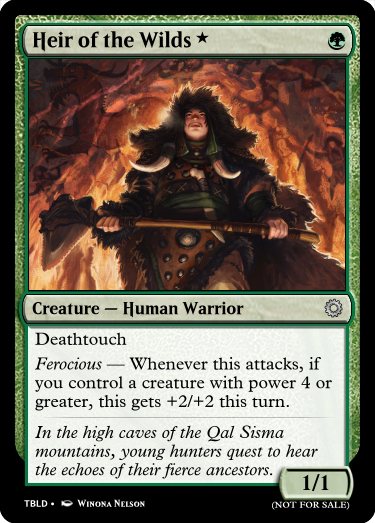 Heir of the Wilds ★
Creature — Human Warrior
Deathtouch
Ferocious — Whenever this attacks, if
you control a creature with power 4 or
greater, this gets +2/+2 this turn.
In the high caves of the Qal Sisma
mountains, young hunters quest to hear
the echoes of their fierce ancestors.
1/1
TBLD • Winona Nelson
(NOT FOR SALE)